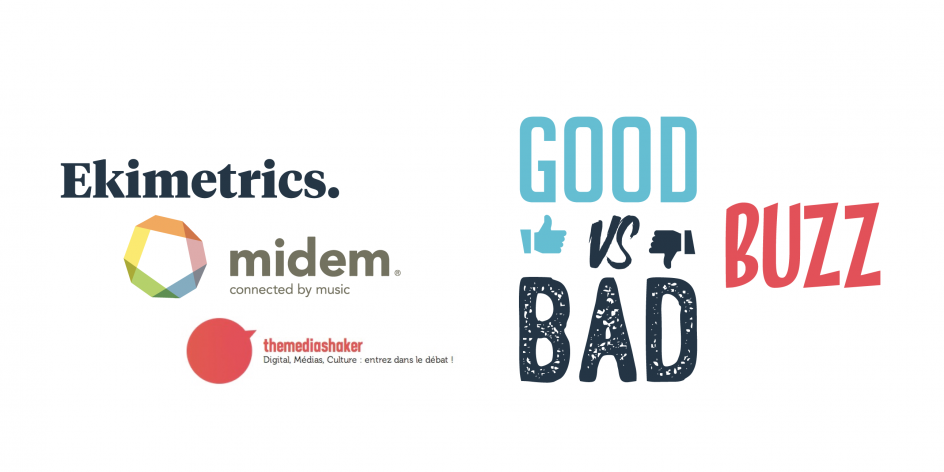 Ekimetrics.
midem®
connected by music
themediashaker
Digital, Médias, Culture : entrez dans le débat !
GOOD
VS
BAD
BUZZ